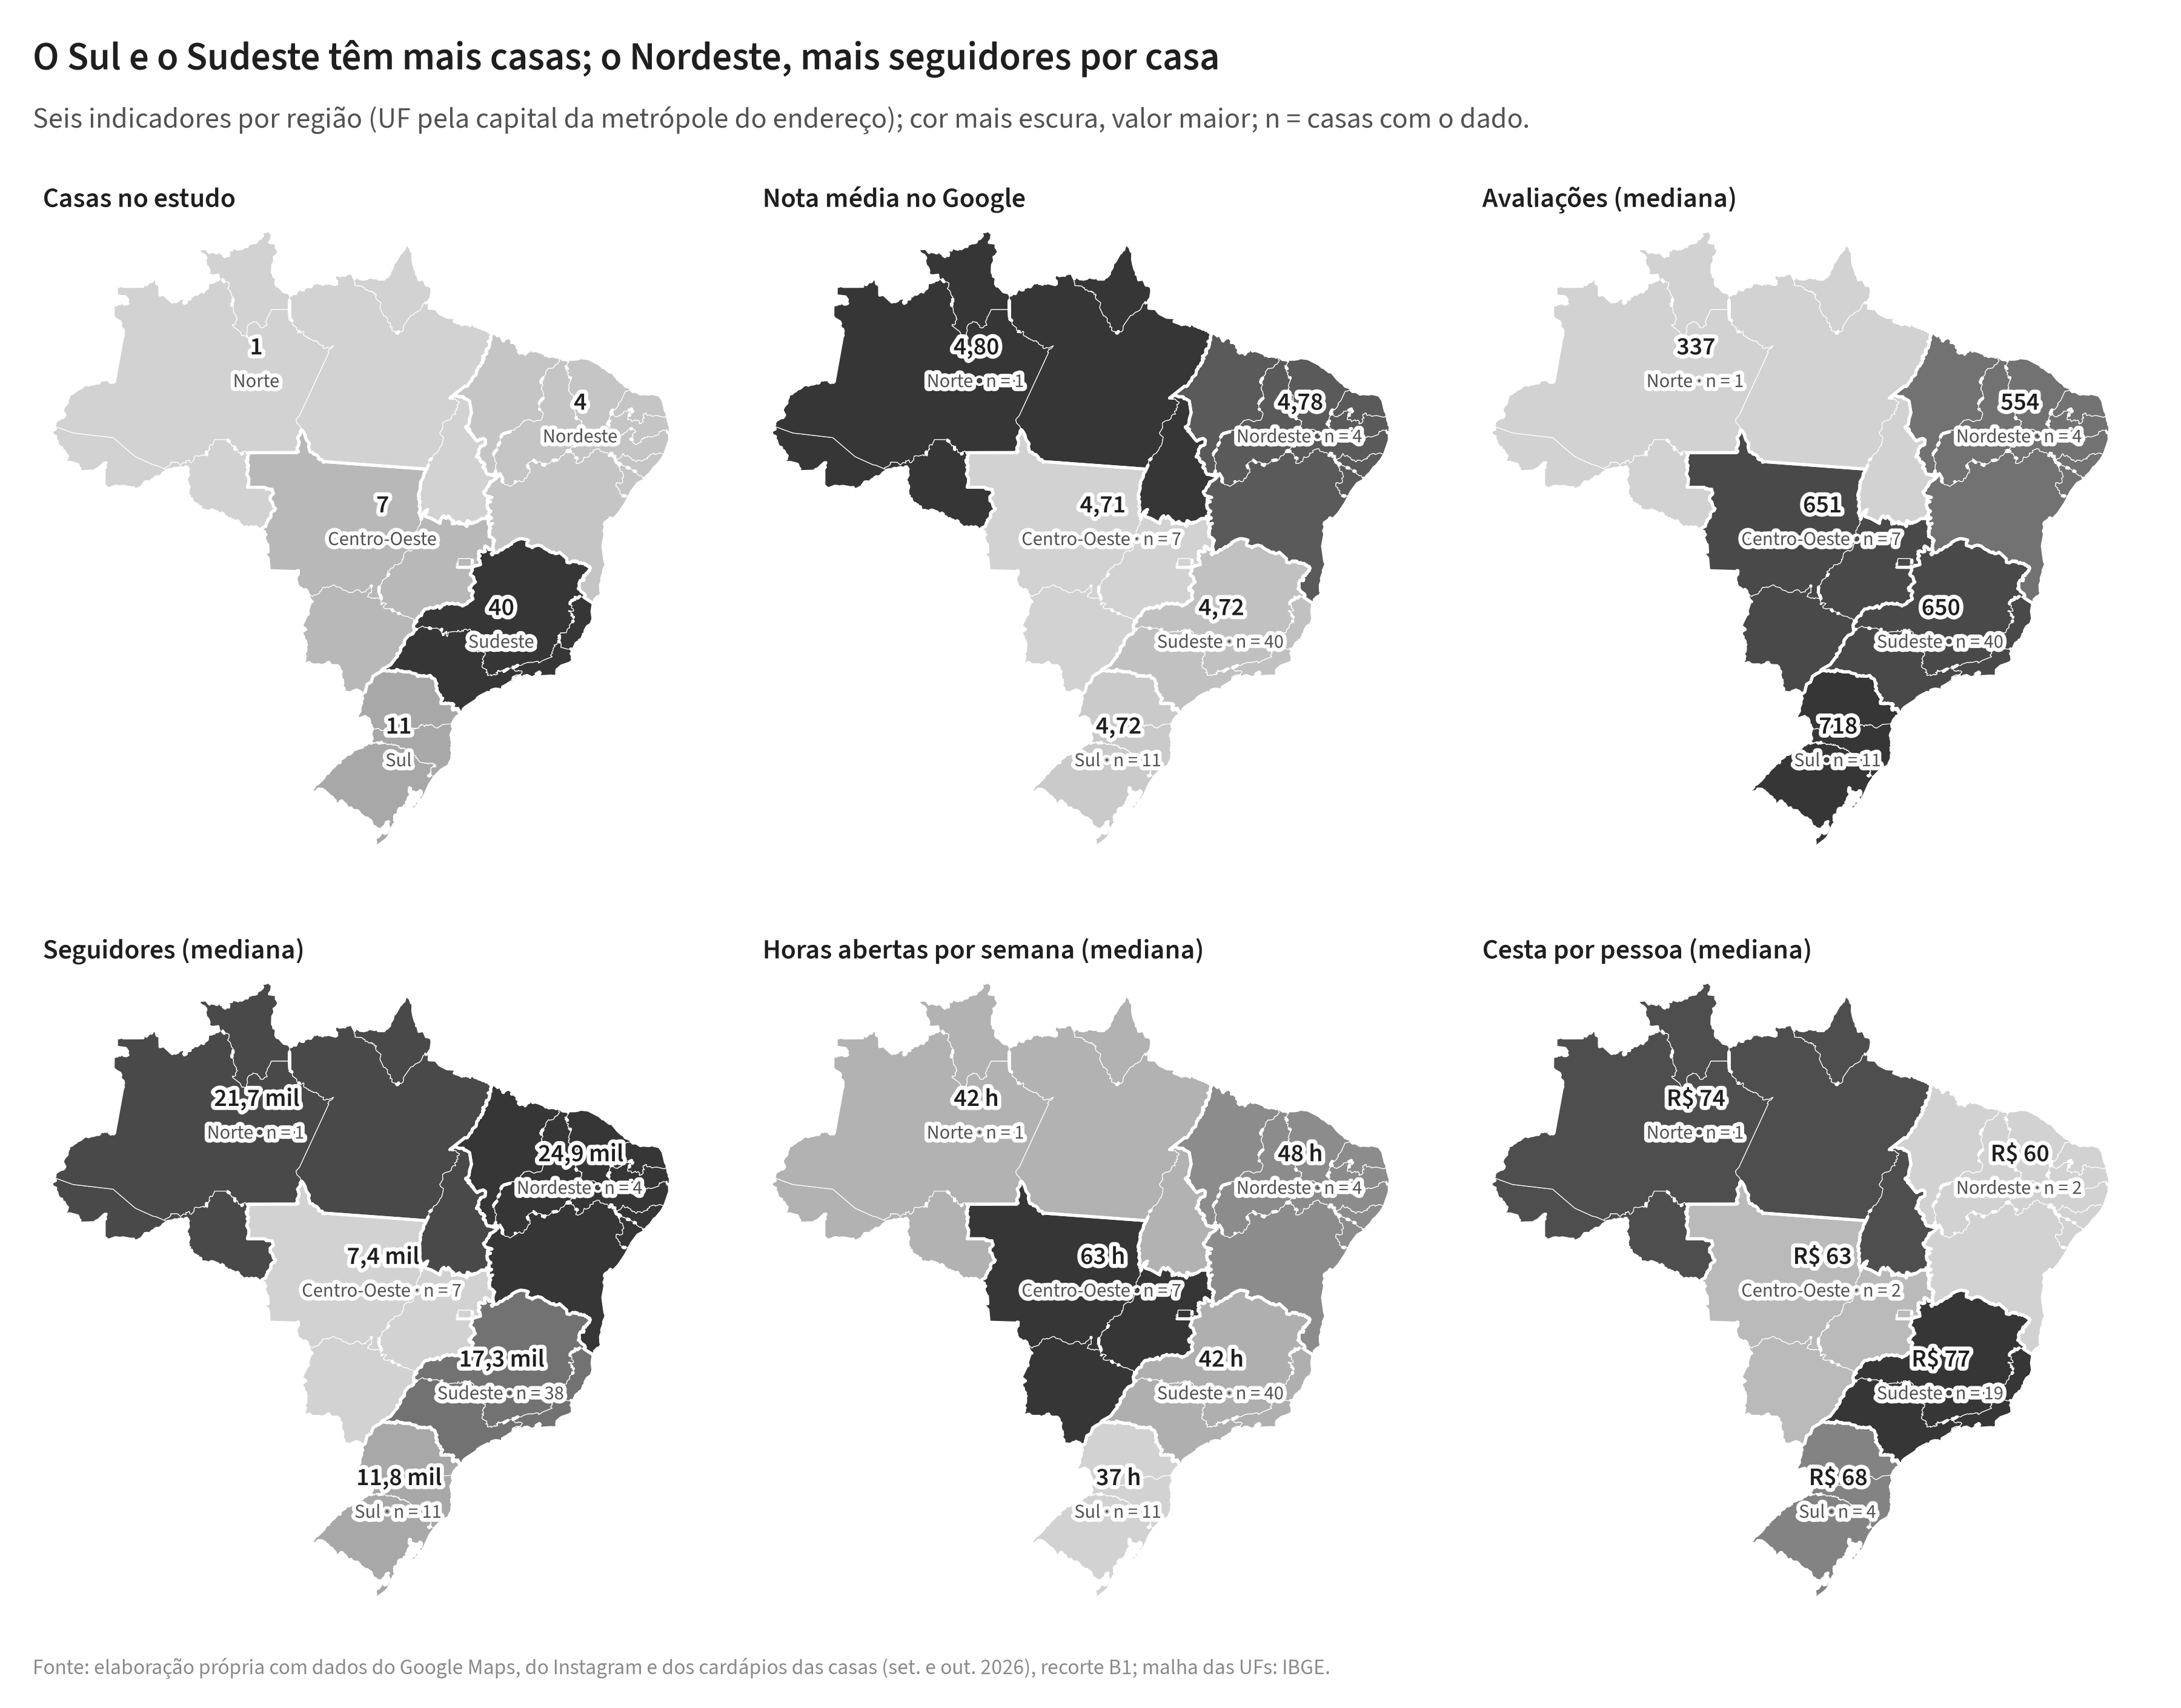 O Sul e o Sudeste têm mais casas; o Nordeste, mais seguidores por casa
Seis indicadores por região (UF pela capital da metrópole do endereço); cor mais escura, valor maior; n = casas com o dado.
Casas no estudo
1
Norte
4
Nordeste
7
Centro-Oeste
40
Sudeste
11
Sul
Nota média no Google
4,80
Norte • n = 1
4,78
Nordeste • n = 4
4,71
Centro-Oeste • n = 7
4,72
Sudeste • n = 40
4,72
Sul • n = 11
Avaliações (mediana)
337
Norte • n = 1
554
Nordeste • n = 4
651
Centro-Oeste • n = 7
650
Sudeste • n = 40
718
Sul • n = 11
Seguidores (mediana)
21,7 mil
Norte • n = 1
24,9 mil
Nordeste • n = 4
7,4 mil
Centro-Oeste • n = 7
17,3 mil
Sudeste • n = 38
11,8 mil
Sul • n = 11
Horas abertas por semana (mediana)
42 h
Norte • n = 1
48 h
Nordeste • n = 4
63 h
Centro-Oeste • n = 7
42 h
Sudeste • n = 40
37 h
Sul • n = 11
Cesta por pessoa (mediana)
R$ 74
Norte • n = 1
R$ 60
Nordeste • n = 2
R$ 63
Centro-Oeste • n = 2
R$ 77
Sudeste • n = 19
R$ 68
Sul • n = 4
Fonte: elaboração própria com dados do Google Maps, do Instagram e dos cardápios das casas (set. e out. 2026), recorte B1; malha das UFs: IBGE.